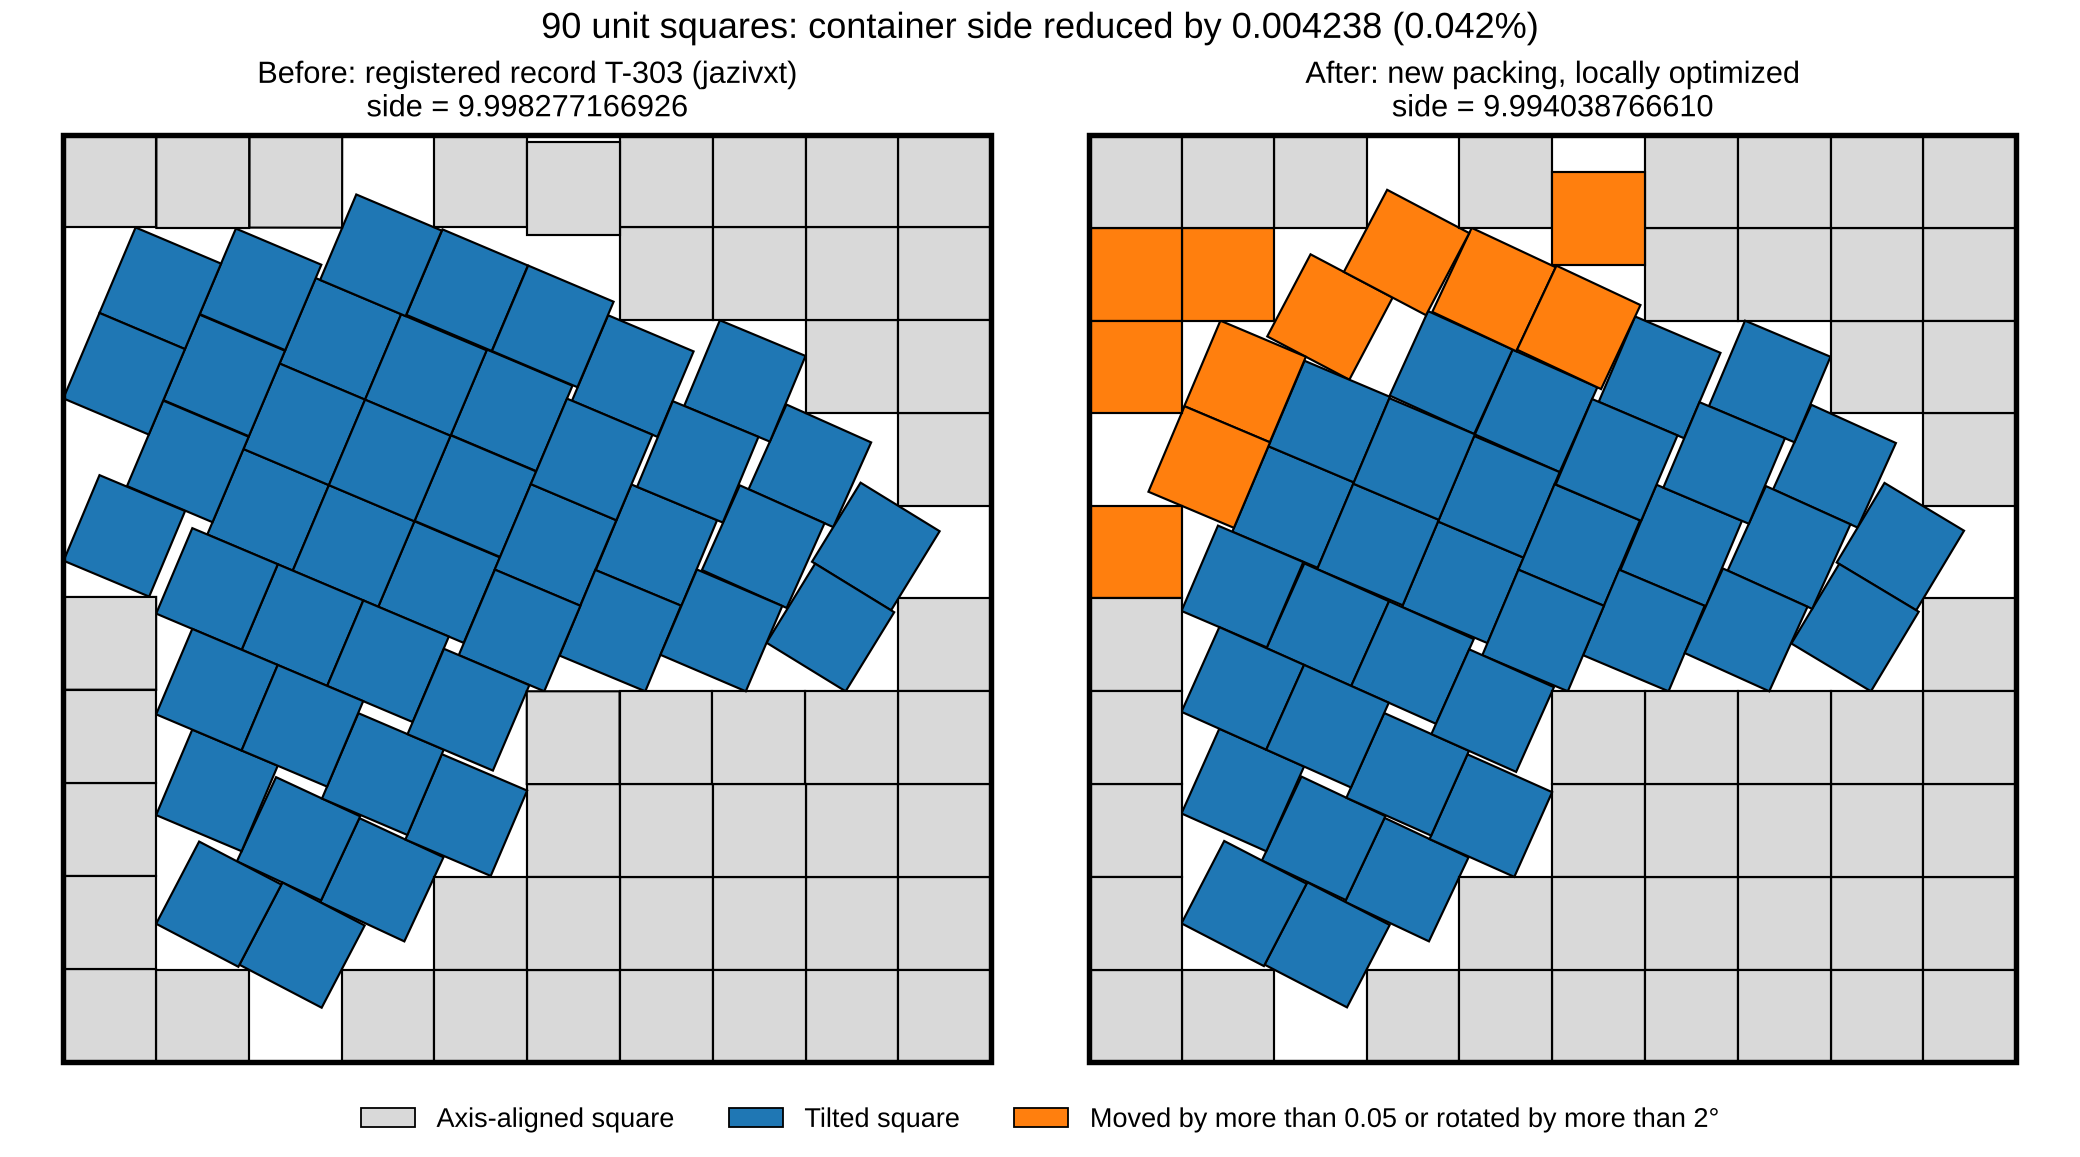 90 unit squares: container side reduced by 0.004238 (0.042%)
Before: registered record T-303 (jazivxt)
side = 9.998277166926
After: new packing, locally optimized
side = 9.994038766610
Axis-aligned square
Tilted square
Moved by more than 0.05 or rotated by more than 2°